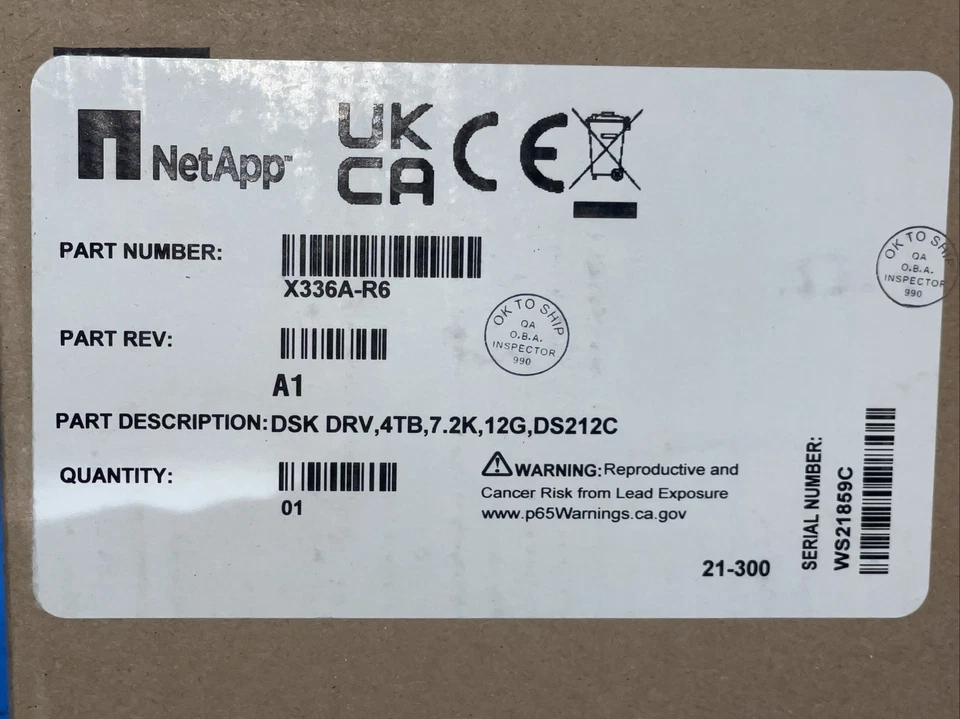 NetApp™
UK
CA
CE
PART NUMBER:
X336A-R6
PART REV:
A1
OK TO SHIP
QA
O.B.A.
INSPECTOR
990
OK TO SHIP
QA
O.B.A.
INSPECTOR
990
PART DESCRIPTION: DSK DRV,4TB,7.2K,12G,DS212C
QUANTITY:
01
WARNING: Reproductive and
Cancer Risk from Lead Exposure
www.p65Warnings.ca.gov
21-300
SERIAL NUMBER:
WS21859C